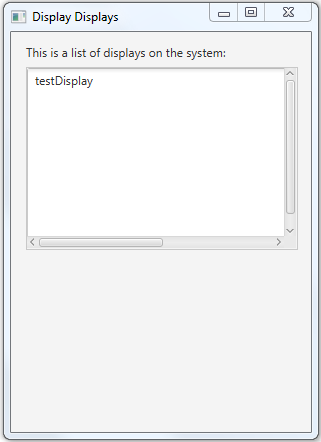 Display Displays
This is a list of displays on the system:
testDisplay